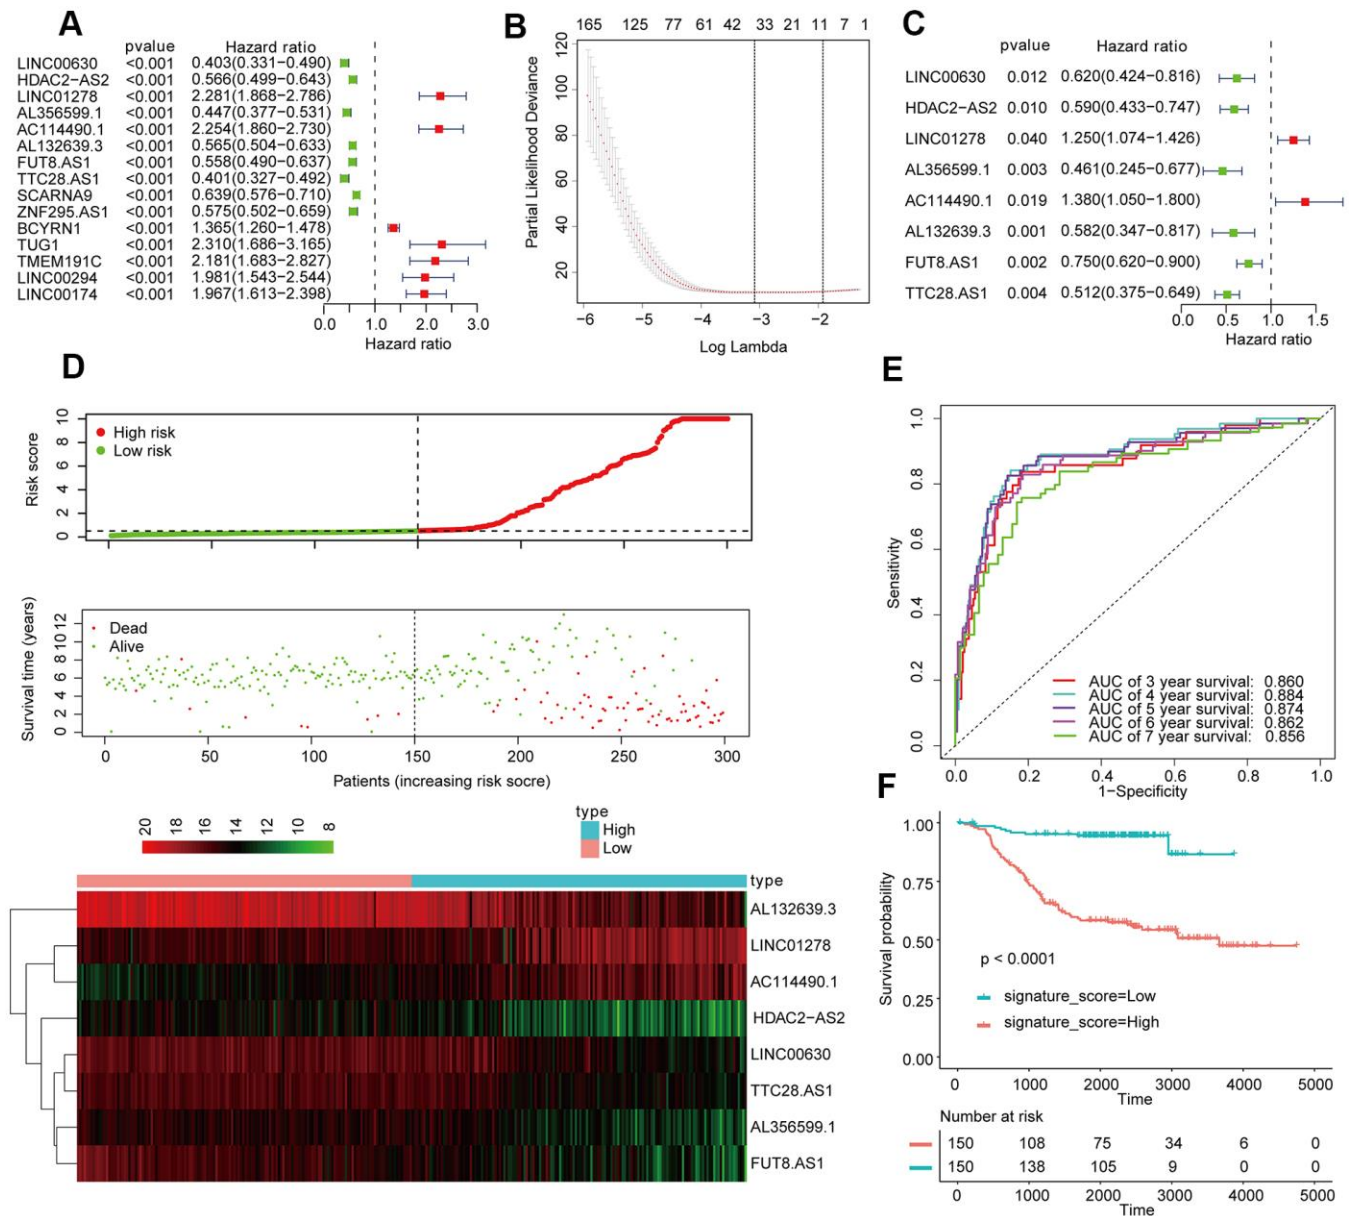 A
pvalue Hazard ratio
LINC00630 <0.001 0.403(0.331−0.490)
HDAC2−AS2 <0.001 0.566(0.499−0.643)
LINC01278 <0.001 2.281(1.868−2.786)
AL356599.1 <0.001 0.447(0.377−0.531)
AC114490.1 <0.001 2.254(1.860−2.730)
AL132639.3 <0.001 0.565(0.504−0.633)
FUT8.AS1 <0.001 0.558(0.490−0.637)
TTC28.AS1 <0.001 0.401(0.327−0.492)
SCARNA9 <0.001 0.639(0.576−0.710)
ZNF295.AS1 <0.001 0.575(0.502−0.659)
BCYRN1 <0.001 1.365(1.260−1.478)
TUG1 <0.001 2.310(1.686−3.165)
TMEM191C <0.001 2.181(1.683−2.827)
LINC00294 <0.001 1.981(1.543−2.544)
LINC00174 <0.001 1.967(1.613−2.398)
0.0 1.0 2.0 3.0
Hazard ratio
B
165 125 77 61 42 33 21 11 7 1
Partial Likelihood Deviance
120
100
80
60
40
20
−6 −5 −4 −3 −2
Log Lambda
C
pvalue Hazard ratio
LINC00630 0.012 0.620(0.424−0.816)
HDAC2−AS2 0.010 0.590(0.433−0.747)
LINC01278 0.040 1.250(1.074−1.426)
AL356599.1 0.003 0.461(0.245−0.677)
AC114490.1 0.019 1.380(1.050−1.800)
AL132639.3 0.001 0.582(0.347−0.817)
FUT8.AS1 0.002 0.750(0.620−0.900)
TTC28.AS1 0.004 0.512(0.375−0.649)
0.0 0.5 1.0 1.5
Hazard ratio
D
Risk score
10
8
6
4
2
0
High risk
Low risk
Survival time (years)
12
10
8
6
4
2
0
Dead
Alive
0 50 100 150 200 250 300
Patients (increasing risk socre)
20 18 16 14 12 10 8
type
High
Low
type
AL132639.3
LINC01278
AC114490.1
HDAC2−AS2
LINC00630
TTC28.AS1
AL356599.1
FUT8.AS1
E
Sensitivity
1.0
0.8
0.6
0.4
0.2
0.0
AUC of 3 year survival: 0.860
AUC of 4 year survival: 0.884
AUC of 5 year survival: 0.874
AUC of 6 year survival: 0.862
AUC of 7 year survival: 0.856
0.0 0.2 0.4 0.6 0.8 1.0
1−Specificity
F
Survival probability
1.00
0.75
0.50
0.25
0.00
p < 0.0001
signature_score=Low
signature_score=High
0 1000 2000 3000 4000 5000
Time
Number at risk
150 108 75 34 6 0
150 138 105 9 0 0
0 1000 2000 3000 4000 5000
Time